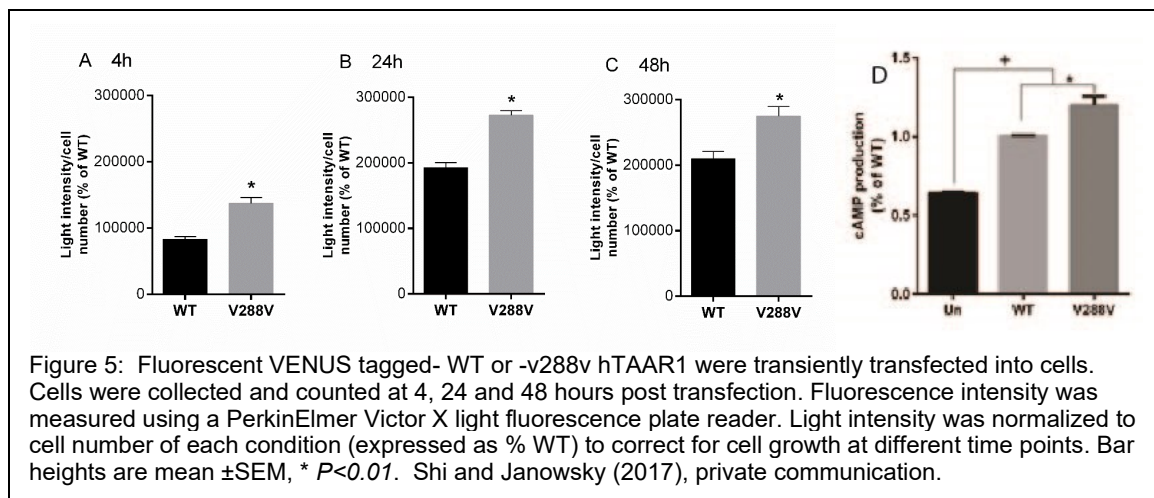 A 4h
Light intensity/cell
number (% of WT)
300000
200000
100000
0
*
WT V288V
B 24h
Light intensity/cell
number (% of WT)
300000
200000
100000
0
*
WT V288V
C 48h
Light intensity/cell
number (% of WT)
300000
200000
100000
0
*
WT V288V
D
cAMP production
(% of WT)
1.5
1.0
0.5
0.0
+
*
Un WT V288V
Figure 5: Fluorescent VENUS tagged- WT or -v288v hTAAR1 were transiently transfected into cells.
Cells were collected and counted at 4, 24 and 48 hours post transfection. Fluorescence intensity was
measured using a PerkinElmer Victor X light fluorescence plate reader. Light intensity was normalized to
cell number of each condition (expressed as % WT) to correct for cell growth at different time points. Bar
heights are mean ±SEM, * P<0.01. Shi and Janowsky (2017), private communication.